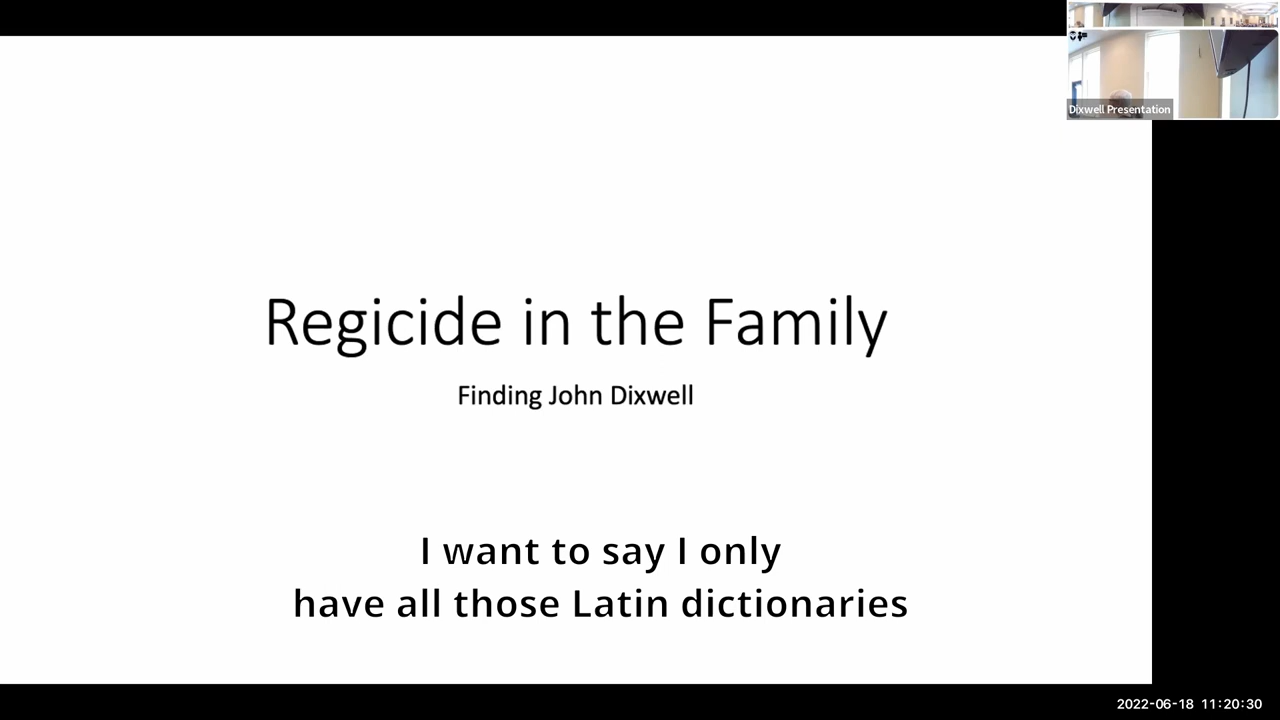 Dixwell Presentation
Regicide in the Family
Finding John Dixwell
I want to say I only
have all those Latin dictionaries
2022-06-18 11:20:30